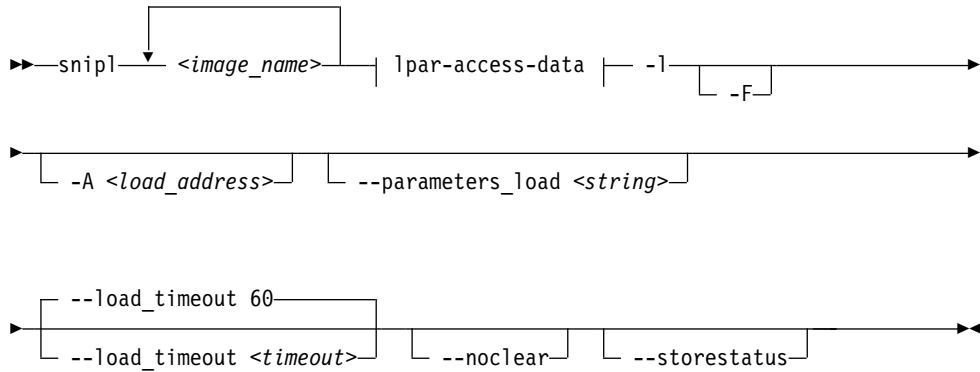 snipl <image_name> lpar-access-data -l
-F
-A <load_address> --parameters_load <string>
--load_timeout 60
--load_timeout <timeout> --noclear --storestatus